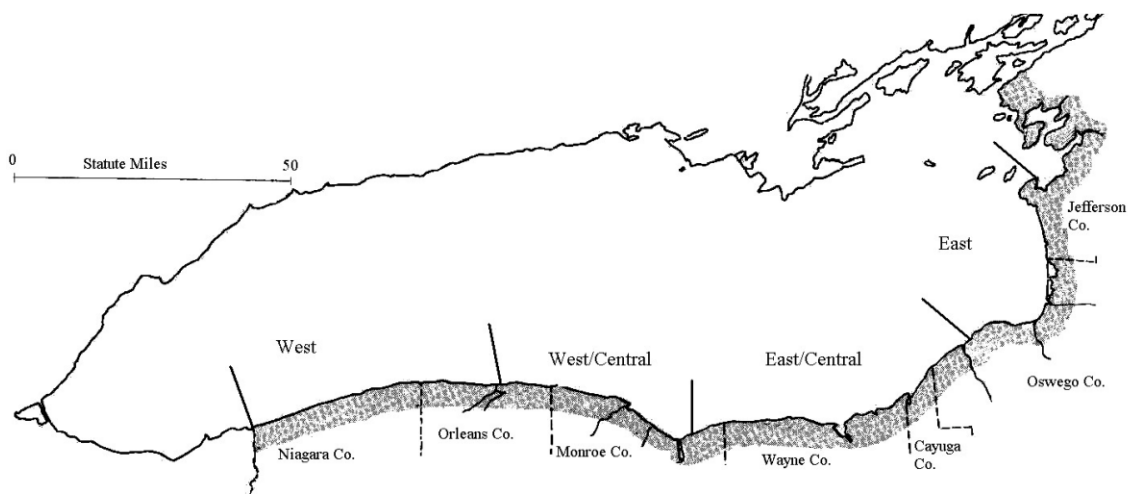 0
50
Statute Miles
Jefferson
Co.
East
West
West/Central
East/Central
Oswego Co.
Orleans Co.
Niagara Co.
Monroe Co.
Wayne Co.
Cayuga
Co.